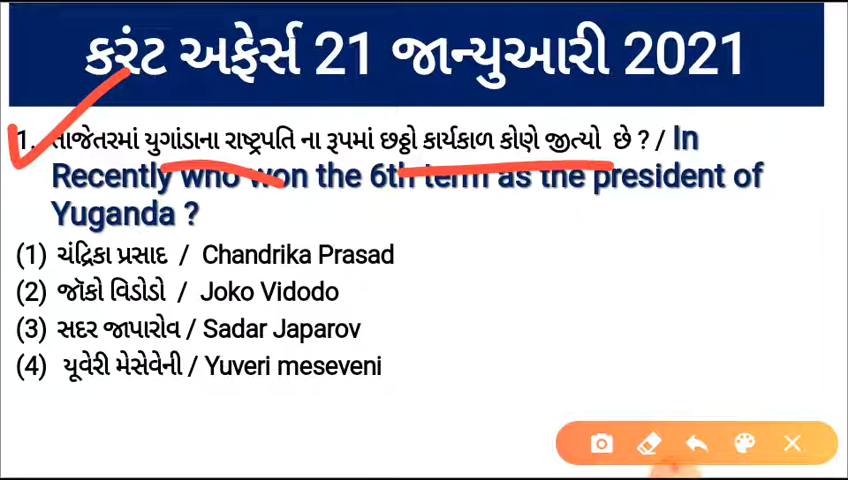 કરંટ અફેર્સ 21 જાન્યુઆરી 2021
1. તાજેતરમાં યુગાંડાના રાષ્ટ્રપતિ ના રૂપમાં છઠ્ઠો કાર્યકાળ કોણે જીત્યો છે ? / In
Recently who won the 6th term as the president of
Yuganda ?
(1) ચંદ્રિકા પ્રસાદ / Chandrika Prasad
(2) જૉકો વિડોડો / Joko Vidodo
(3) સદર જાપારોવ / Sadar Japarov
(4) યૂવેરી મેસેવેની / Yuveri meseveni